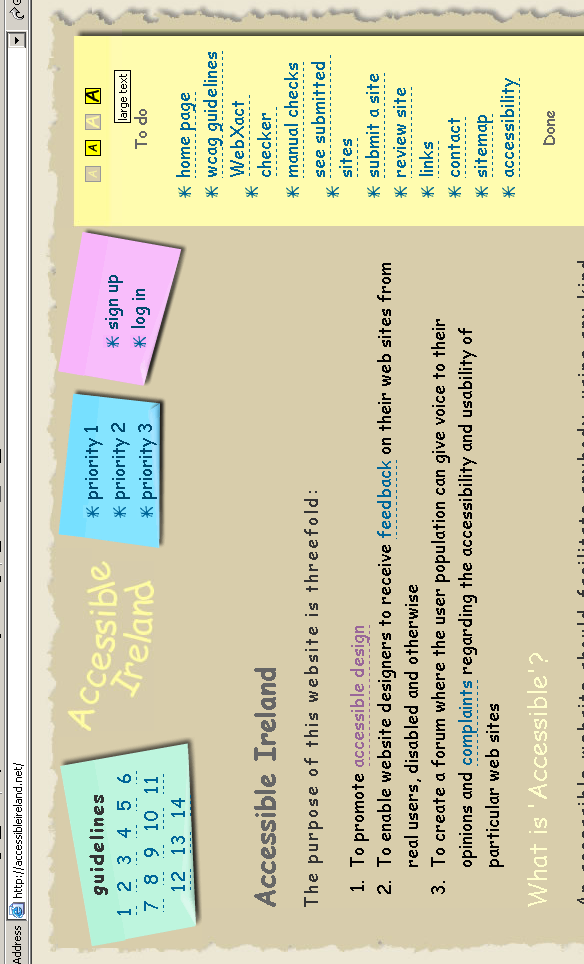 Address http://accessibleireland.net/
guidelines
1 2 3 4 5 6
7 8 9 10 11
12 13 14
Accessible
Ireland
priority 1
priority 2
priority 3
sign up
log in
A A A A
large text
To do
home page
wcag guidelines
WebXact
checker
manual checks
see submitted
sites
submit a site
review site
links
contact
sitemap
accessibility
Done
Accessible Ireland
The purpose of this website is threefold:
1. To promote accessible design
2. To enable website designers to receive feedback on their web sites from
real users, disabled and otherwise
3. To create a forum where the user population can give voice to their
opinions and complaints regarding the accessibility and usability of
particular web sites
What is 'Accessible'?